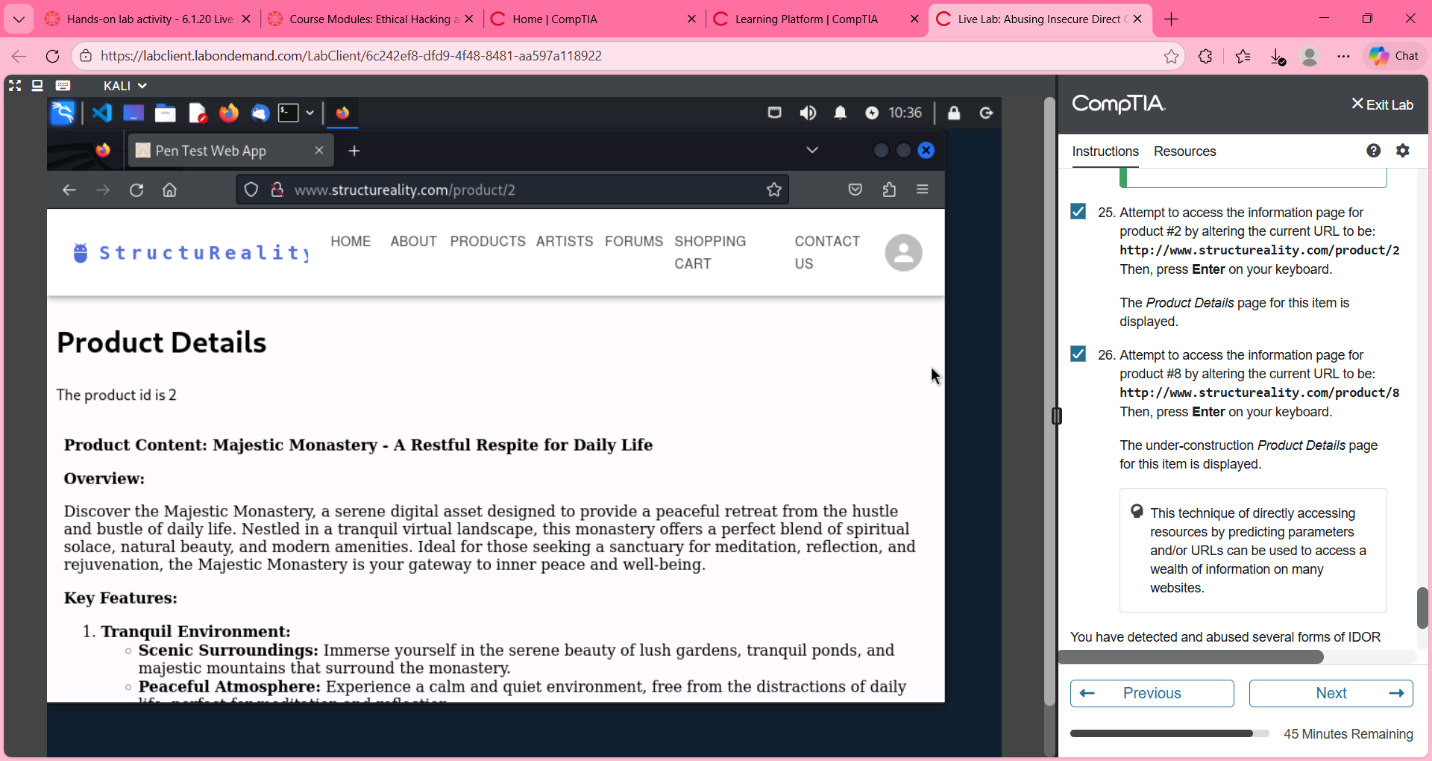 Hands-on lab activity - 6.1.20 Live
Course Modules: Ethical Hacking a
Home | CompTIA
Learning Platform | CompTIA
Live Lab: Abusing Insecure Direct
https://labclient.labondemand.com/LabClient/6c242ef8-dfd9-4f48-8481-aa597a118922
Chat
KALI
10:36
Pen Test Web App
www.structureality.com/product/2
StructuReality
HOME ABOUT PRODUCTS ARTISTS FORUMS SHOPPING CART CONTACT US
Product Details
The product id is 2
Product Content: Majestic Monastery - A Restful Respite for Daily Life
Overview:
Discover the Majestic Monastery, a serene digital asset designed to provide a peaceful retreat from the hustle
and bustle of daily life. Nestled in a tranquil virtual landscape, this monastery offers a perfect blend of spiritual
solace, natural beauty, and modern amenities. Ideal for those seeking a sanctuary for meditation, reflection, and
rejuvenation, the Majestic Monastery is your gateway to inner peace and well-being.
Key Features:
1. Tranquil Environment:
Scenic Surroundings: Immerse yourself in the serene beauty of lush gardens, tranquil ponds, and
majestic mountains that surround the monastery.
Peaceful Atmosphere: Experience a calm and quiet environment, free from the distractions of daily
CompTIA.
Exit Lab
Instructions Resources
25. Attempt to access the information page for
product #2 by altering the current URL to be:
http://www.structureality.com/product/2
Then, press Enter on your keyboard.
The Product Details page for this item is
displayed.
26. Attempt to access the information page for
product #8 by altering the current URL to be:
http://www.structureality.com/product/8
Then, press Enter on your keyboard.
The under-construction Product Details page
for this item is displayed.
This technique of directly accessing
resources by predicting parameters
and/or URLs can be used to access a
wealth of information on many
websites.
You have detected and abused several forms of IDOR
Previous
Next
45 Minutes Remaining